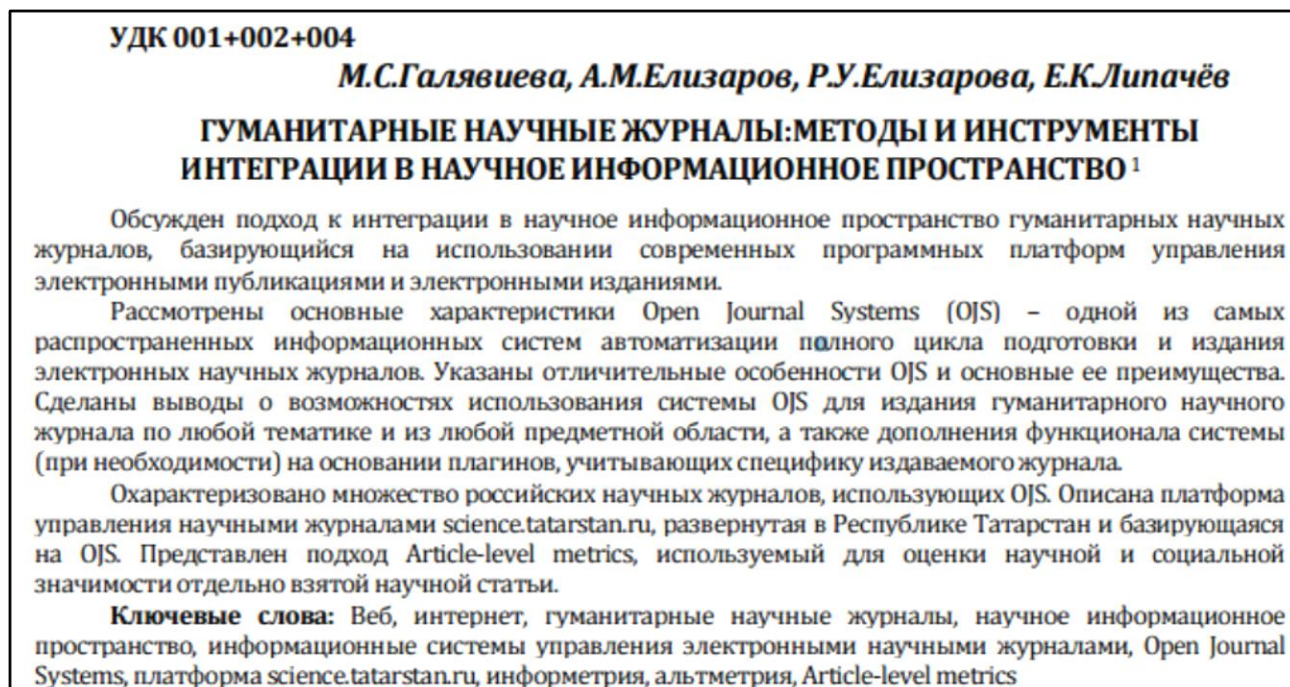 УДК 001+002+004
М.С.Галявиева, А.М.Елизаров, Р.У.Елизарова, Е.К.Липачёв
ГУМАНИТАРНЫЕ НАУЧНЫЕ ЖУРНАЛЫ:МЕТОДЫ И ИНСТРУМЕНТЫ
ИНТЕГРАЦИИ В НАУЧНОЕ ИНФОРМАЦИОННОЕ ПРОСТРАНСТВО 1
Обсужден подход к интеграции в научное информационное пространство гуманитарных научных
журналов, базирующийся на использовании современных программных платформ управления
электронными публикациями и электронными изданиями.
Рассмотрены основные характеристики Open Journal Systems (OJS) – одной из самых
распространенных информационных систем автоматизации полного цикла подготовки и издания
электронных научных журналов. Указаны отличительные особенности OJS и основные ее преимущества.
Сделаны выводы о возможностях использования системы OJS для издания гуманитарного научного
журнала по любой тематике и из любой предметной области, а также дополнения функционала системы
(при необходимости) на основании плагинов, учитывающих специфику издаваемого журнала.
Охарактеризовано множество российских научных журналов, использующих OJS. Описана платформа
управления научными журналами science.tatarstan.ru, развернутая в Республике Татарстан и базирующаяся
на OJS. Представлен подход Article-level metrics, используемый для оценки научной и социальной
значимости отдельно взятой научной статьи.
Ключевые слова: Веб, интернет, гуманитарные научные журналы, научное информационное
пространство, информационные системы управления электронными научными журналами, Open Journal
Systems, платформа science.tatarstan.ru, информетрия, альтметрия, Article-level metrics